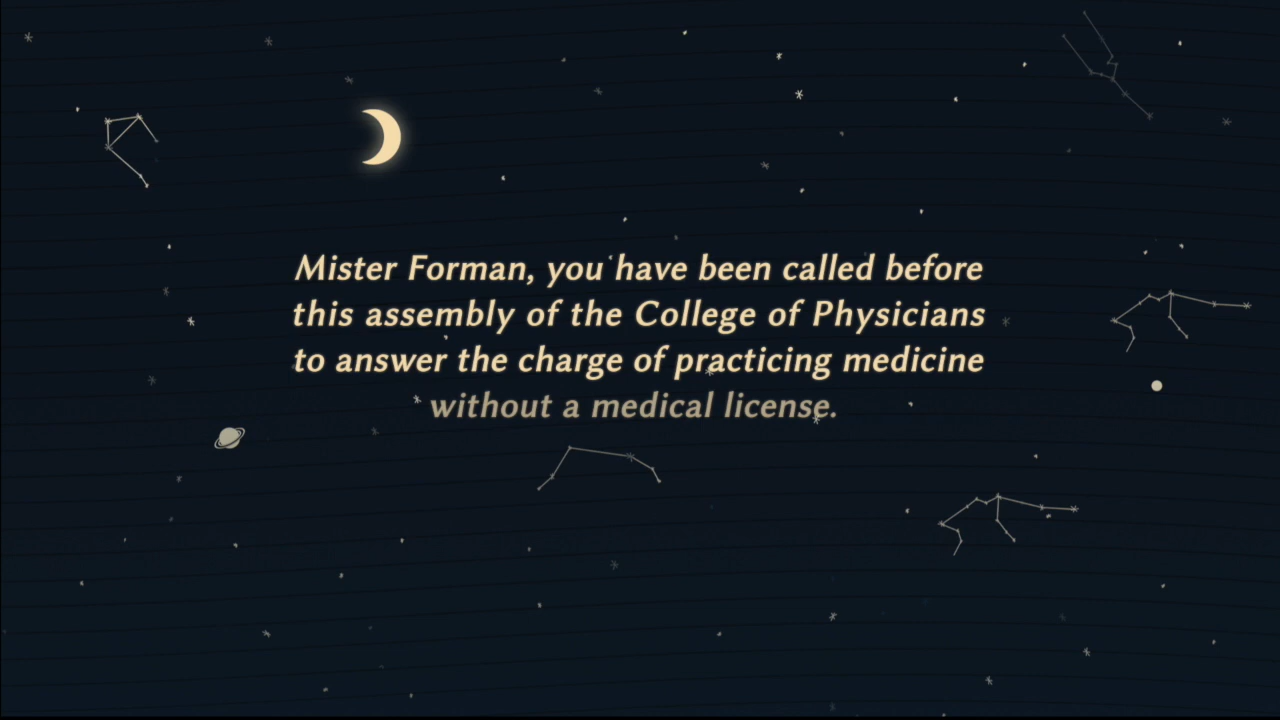 Mister Forman, you have been called before
this assembly of the College of Physicians
to answer the charge of practicing medicine
without a medical license.